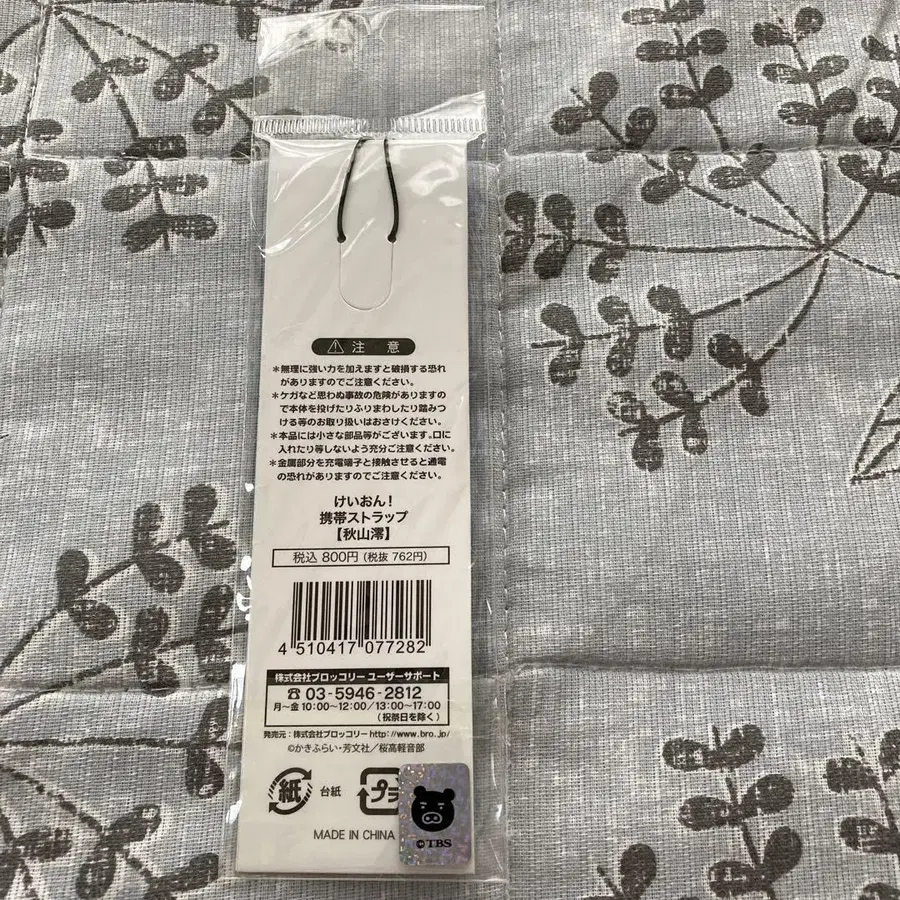 ⚠ 注意
*無理に強い力を加えますと破損する恐れ
がありますのでご注意ください。
*ケガなど思わぬ事故の危険がありますの
で本体を投げたりふりまわしたり踏みつ
ける等のお取り扱いはおさけください。
*本品には小さな部品等がございます。口に
入れたり等しないよう充分ご注意ください。
*金属部分を充電端子と接触させると通電
の恐れがありますのでご注意ください。
けいおん!
携帯ストラップ
【秋山澪】
税込 800円 (税抜 762円)
4 510417 077282
株式会社ブロッコリー ユーザーサポート
☎ 03-5946-2812
月〜金 10:00〜12:00/13:00〜17:00
(祝祭日を除く)
発売元:株式会社ブロッコリー http://www.bro.jp/
©かきふらい・芳文社/桜高軽音部
紙 台紙 プラ
MADE IN CHINA
©TBS